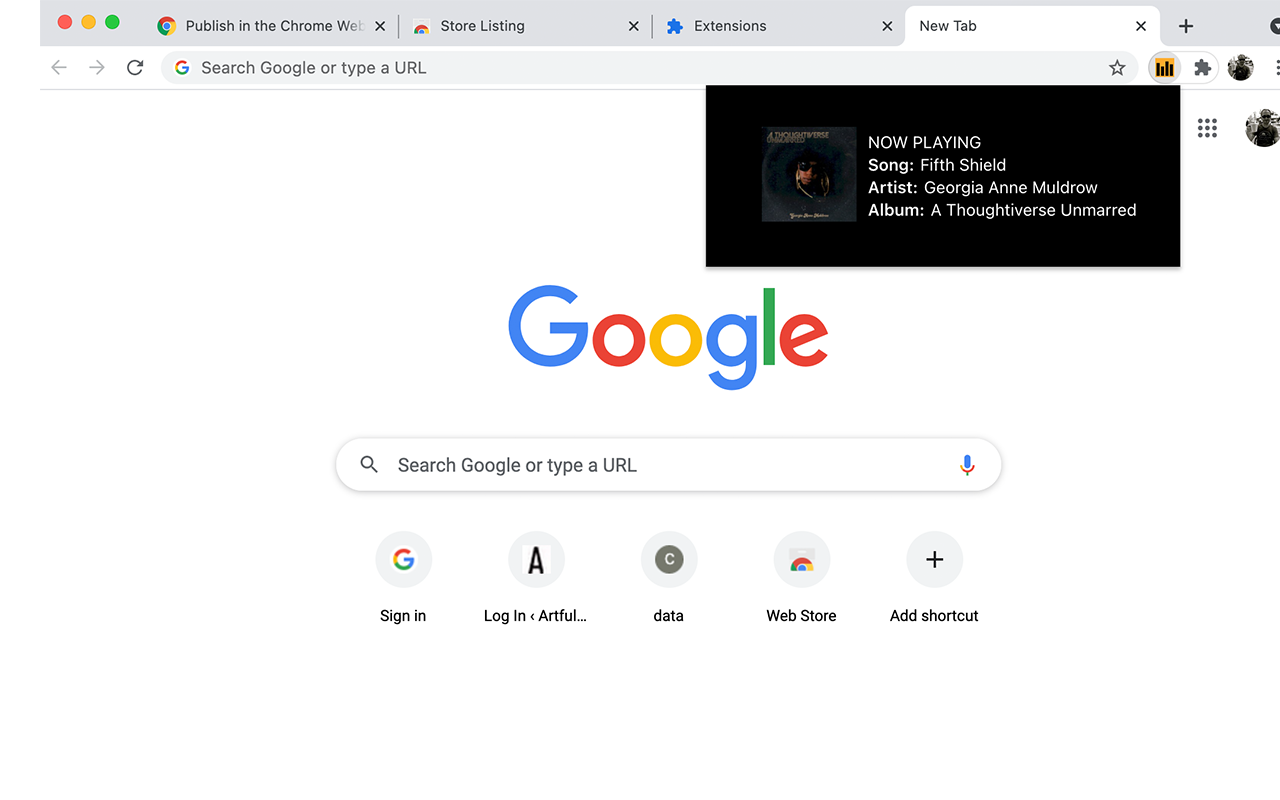 Publish in the Chrome Web
Store Listing
Extensions
New Tab
Search Google or type a URL
A THOUGHTIVERSE
UNMARRED
Georgia Anne Muldrow
NOW PLAYING
Song: Fifth Shield
Artist: Georgia Anne Muldrow
Album: A Thoughtiverse Unmarred
Google
Search Google or type a URL
A
C
Sign in
Log In ‹ Artful...
data
Web Store
Add shortcut